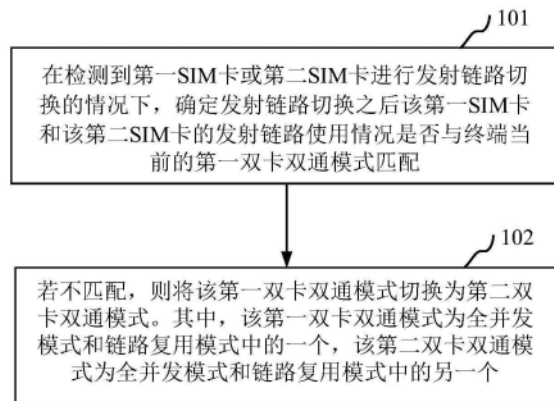 101
在检测到第一SIM卡或第二SIM卡进行发射链路切
换的情况下，确定发射链路切换之后该第一SIM卡
和该第二SIM卡的发射链路使用情况是否与终端当
前的第一双卡双通模式匹配
102
若不匹配，则将该第一双卡双通模式切换为第二双
卡双通模式。其中，该第一双卡双通模式为全并发
模式和链路复用模式中的一个，该第二双卡双通模
式为全并发模式和链路复用模式中的另一个